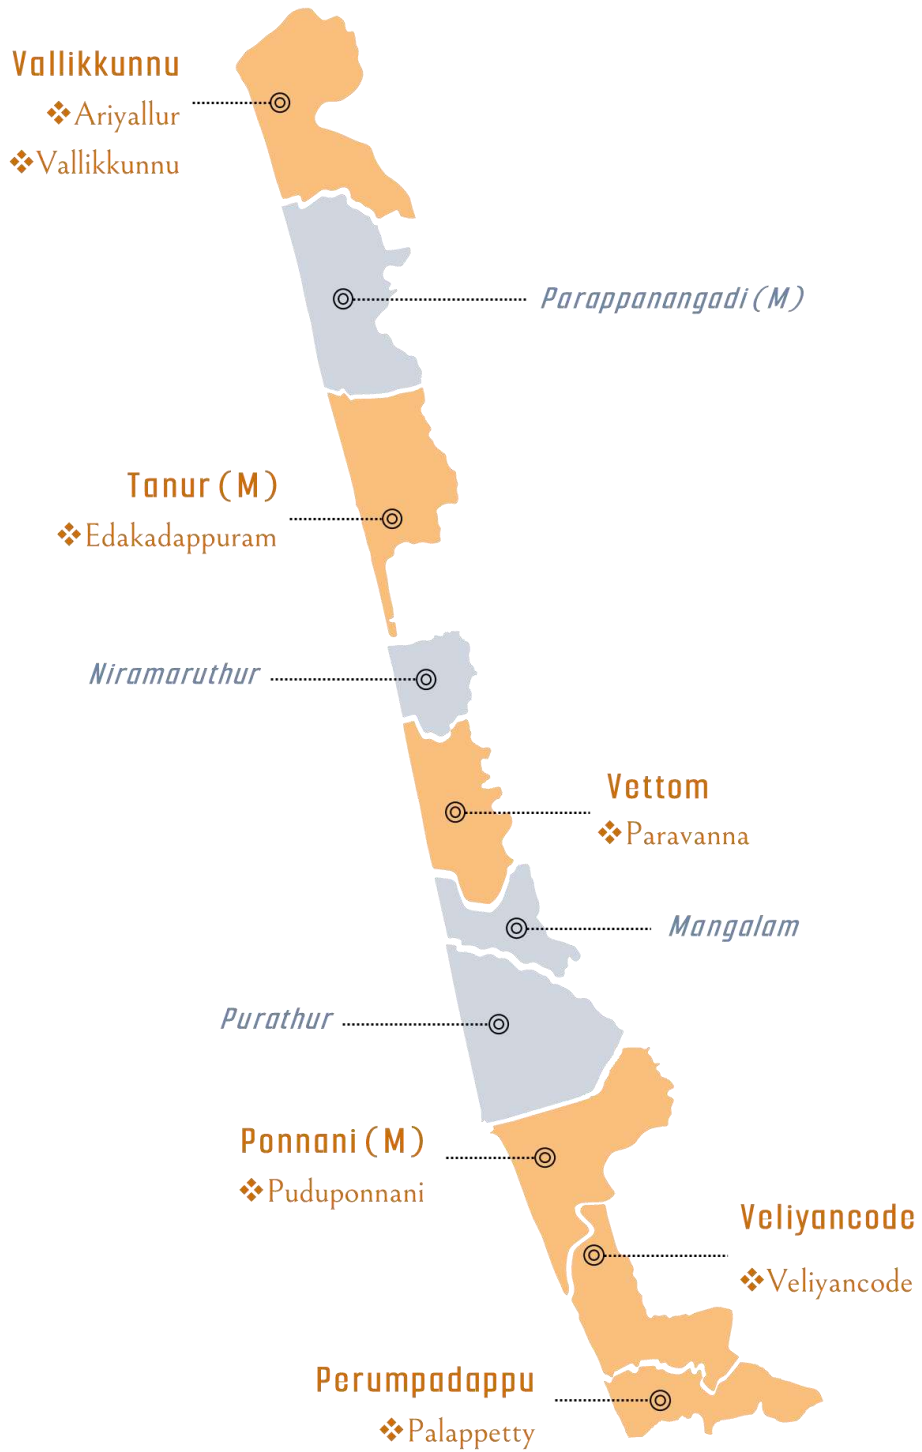 Vallikkunnu
❖Ariyallur
❖Vallikkunnu
Parappanangadi (M)
Tanur (M)
❖Edakadappuram
Niramaruthur
Vettom
❖Paravanna
Mangalam
Purathur
Ponnani (M)
❖Puduponnani
Veliyancode
❖Veliyancode
Perumpadappu
❖Palappetty